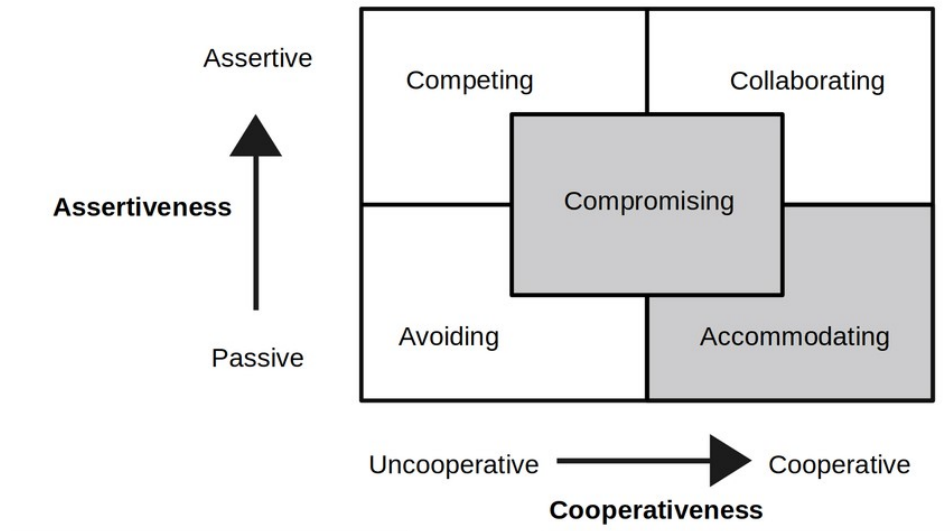 Assertive
Competing
Collaborating
Compromising
Assertiveness
Avoiding
Accommodating
Passive
Uncooperative
Cooperative
Cooperativeness